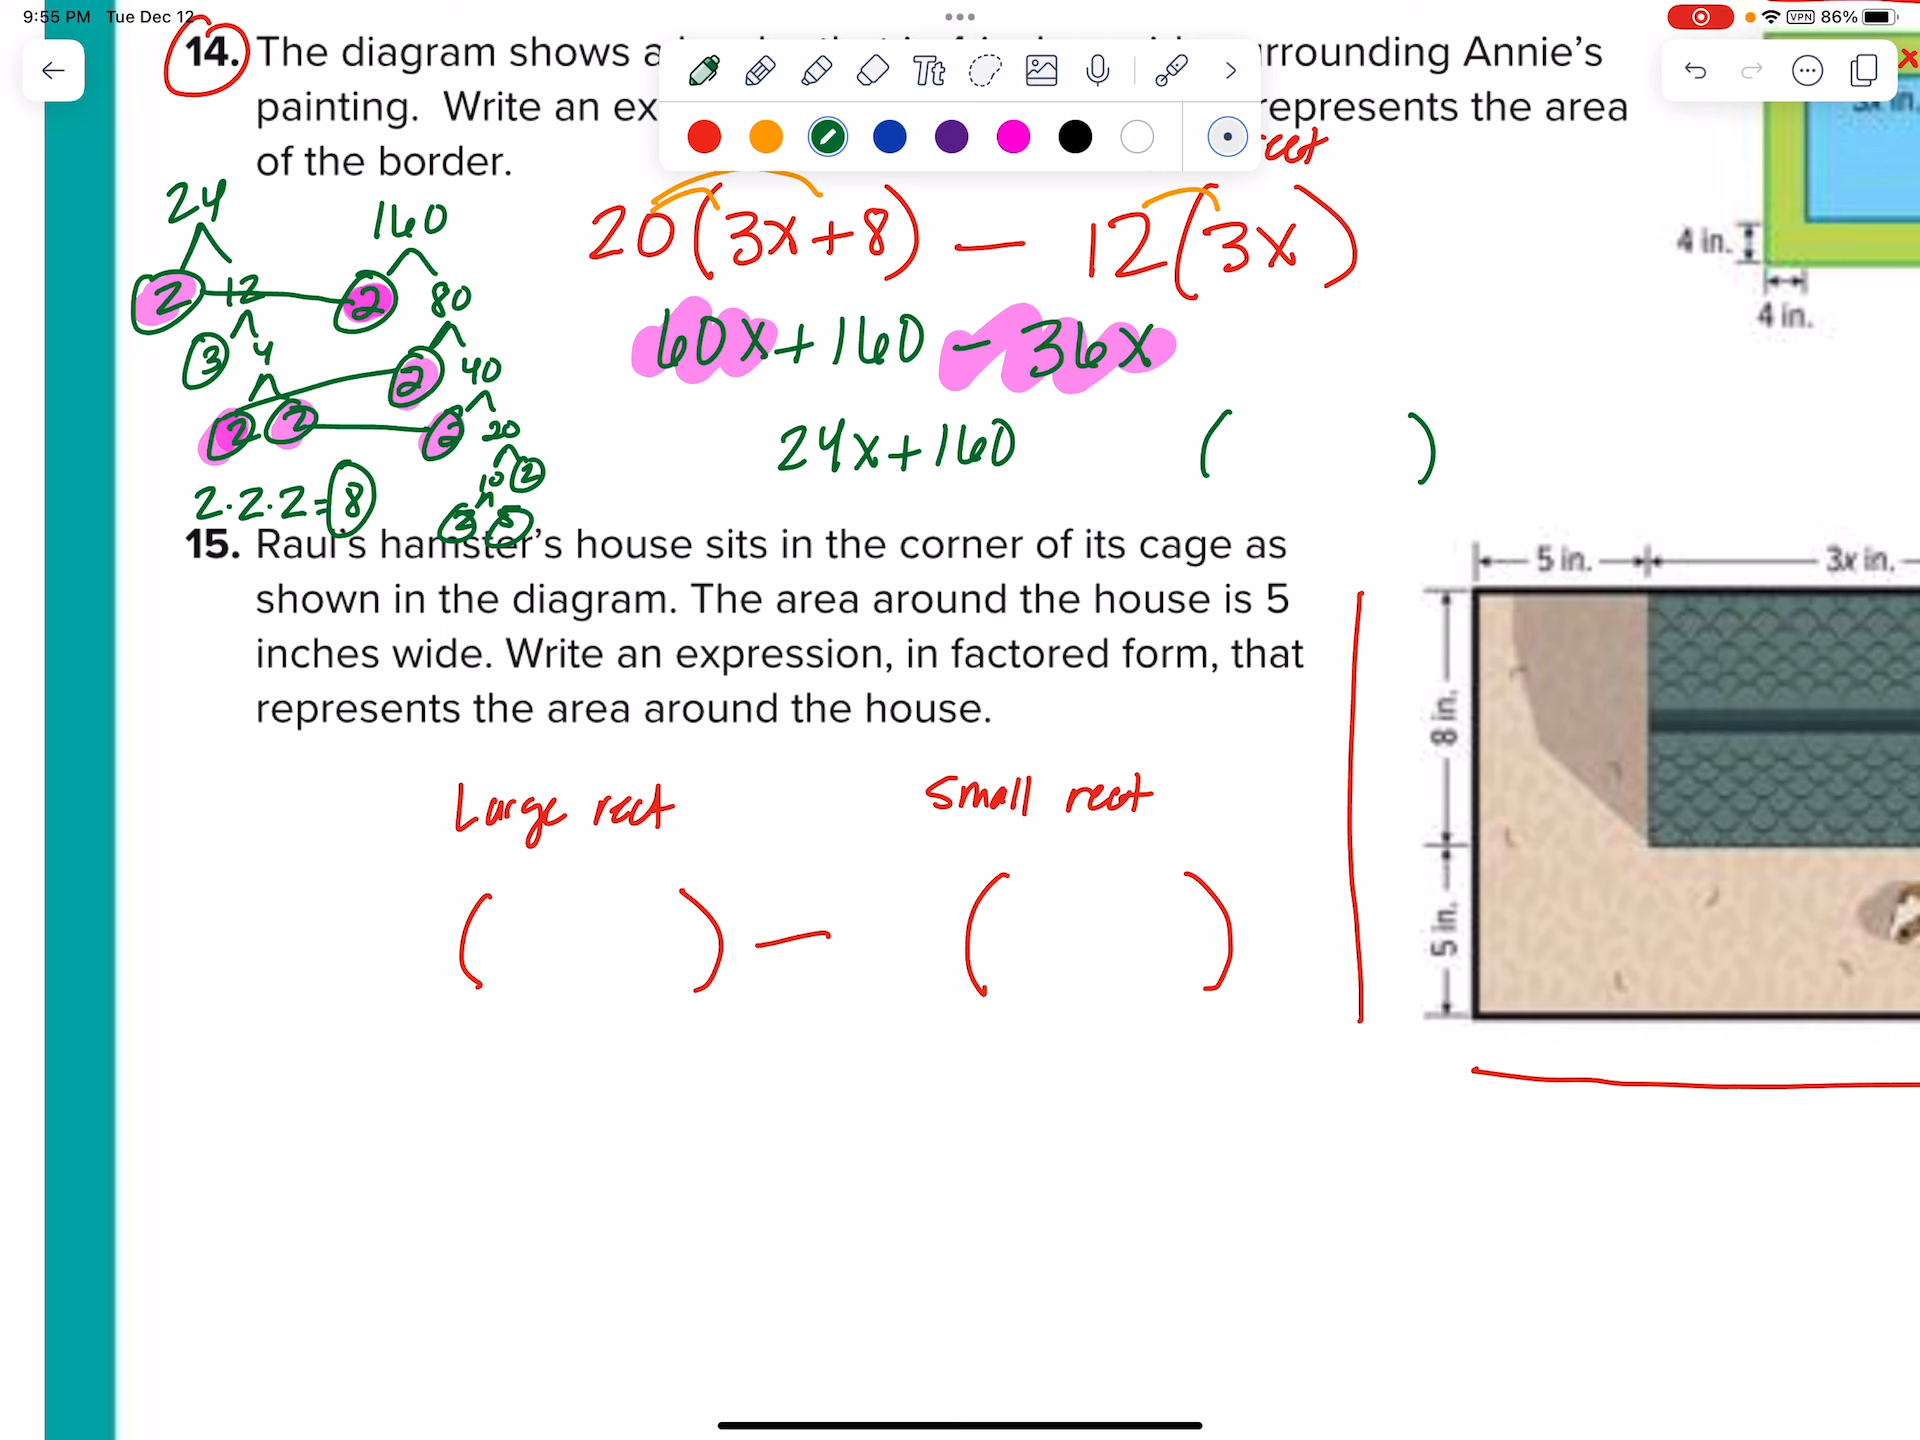 9:55 PM Tue Dec 12
VPN 86%
14. The diagram shows a rrounding Annie's
painting. Write an ex represents the area
of the border.
Tt
3x in.
4 in.
4 in.
24
2 12
3 4
2 2
2·2·2=8
160
2 80
2 40
2 20
10 2
2 5
20(3x+8) — 12(3x)
60x+160 - 36x
24x+160 ( )
15. Raul's hamster's house sits in the corner of its cage as
shown in the diagram. The area around the house is 5
inches wide. Write an expression, in factored form, that
represents the area around the house.
Large rect Small rect
( ) — ( )
5 in. 3x in.
8 in.
5 in.